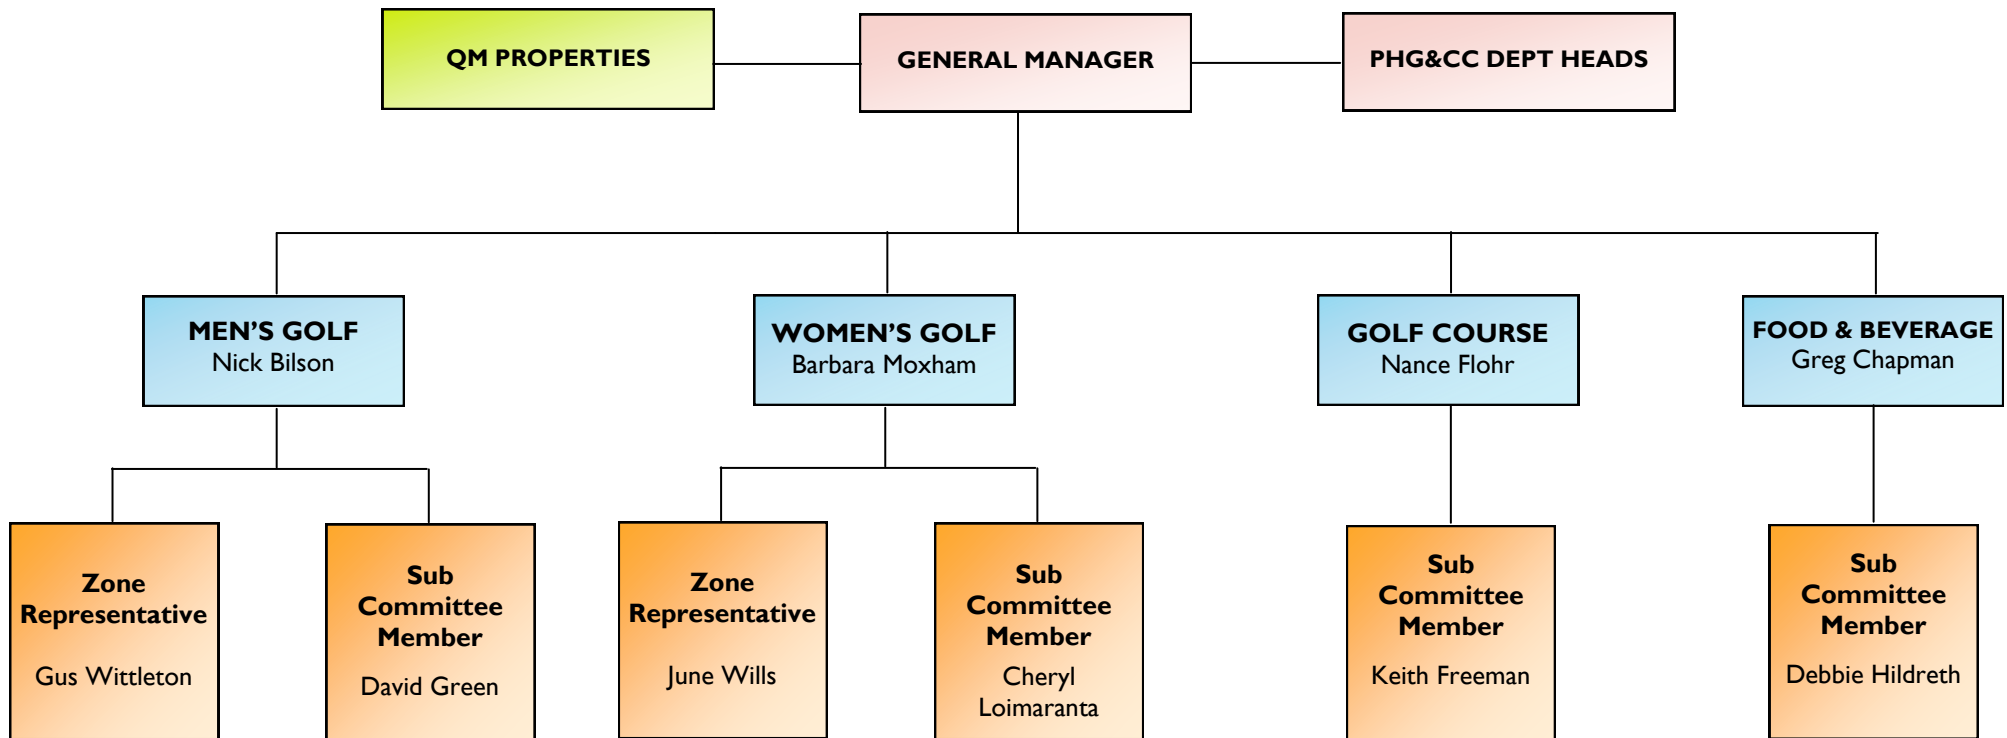 QM PROPERTIES
GENERAL MANAGER
PHG&CC DEPT HEADS
MEN’S GOLF
Nick Bilson
WOMEN’S GOLF
Barbara Moxham
GOLF COURSE
Nance Flohr
FOOD & BEVERAGE
Greg Chapman
Zone
Representative
Gus Wittleton
Sub
Committee
Member
David Green
Zone
Representative
June Wills
Sub
Committee
Member
Cheryl
Loimaranta
Sub
Committee
Member
Keith Freeman
Sub
Committee
Member
Debbie Hildreth